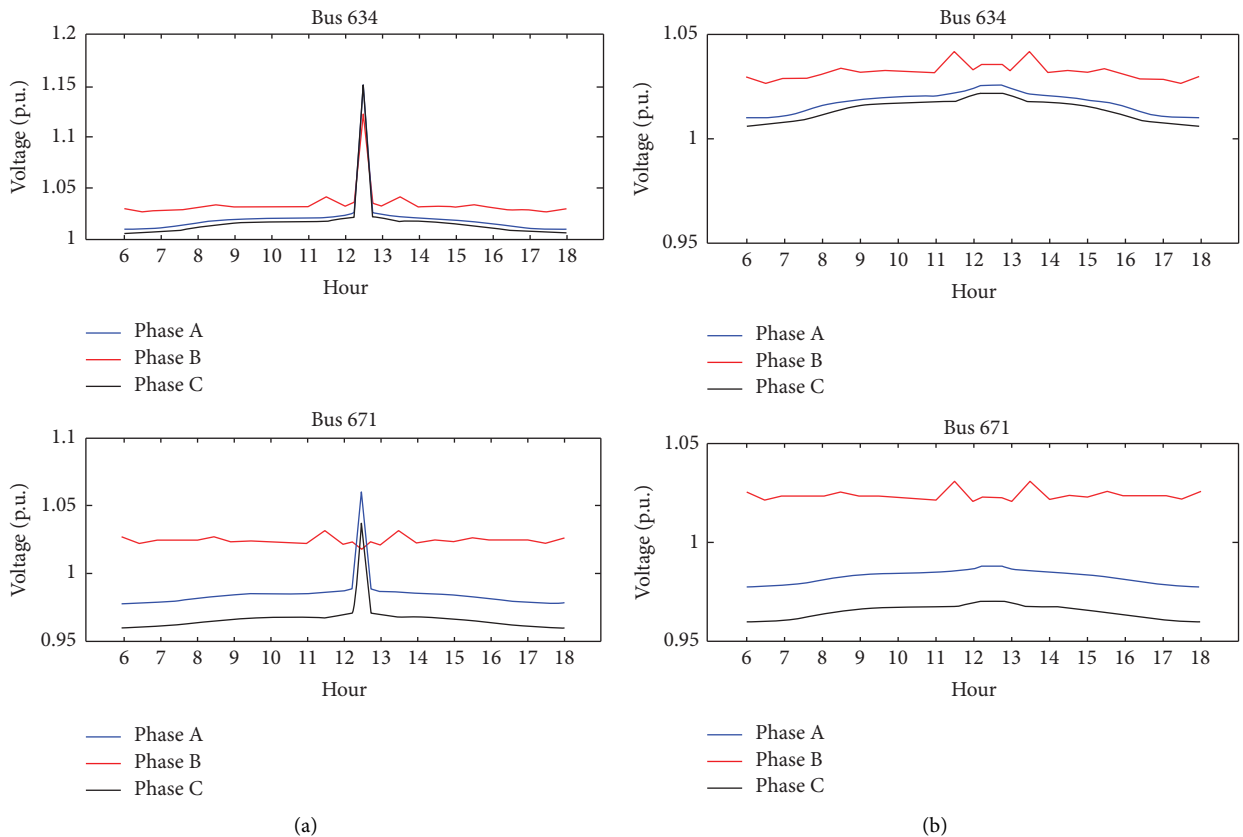 Bus 634
1.2
1.15
1.1
1.05
1
Voltage (p.u.)
6 7 8 9 10 11 12 13 14 15 16 17 18
Hour
Phase A
Phase B
Phase C
Bus 671
1.1
1.05
1
0.95
Voltage (p.u.)
6 7 8 9 10 11 12 13 14 15 16 17 18
Hour
Phase A
Phase B
Phase C
(a)
Bus 634
1.05
1
0.95
Voltage (p.u.)
6 7 8 9 10 11 12 13 14 15 16 17 18
Hour
Phase A
Phase B
Phase C
Bus 671
1.05
1
0.95
Voltage (p.u.)
6 7 8 9 10 11 12 13 14 15 16 17 18
Hour
Phase A
Phase B
Phase C
(b)